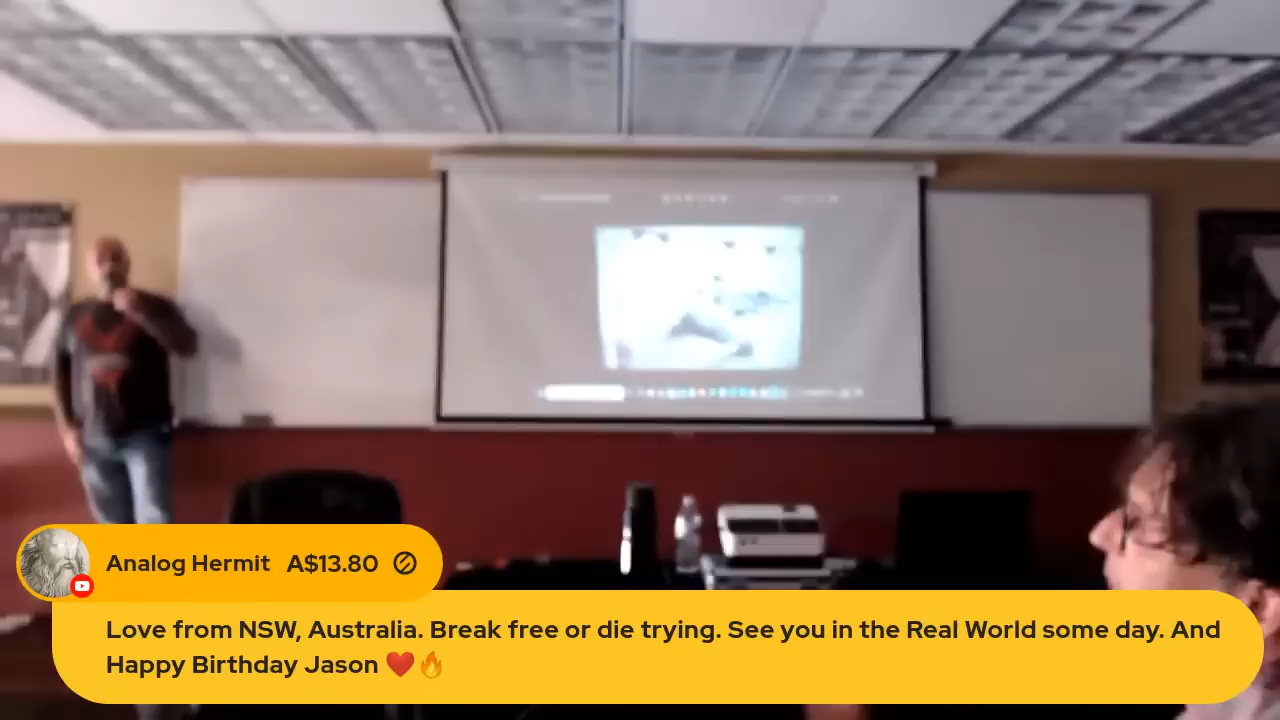 Analog Hermit A$13.80
Love from NSW, Australia. Break free or die trying. See you in the Real World some day. And
Happy Birthday Jason ❤️🔥